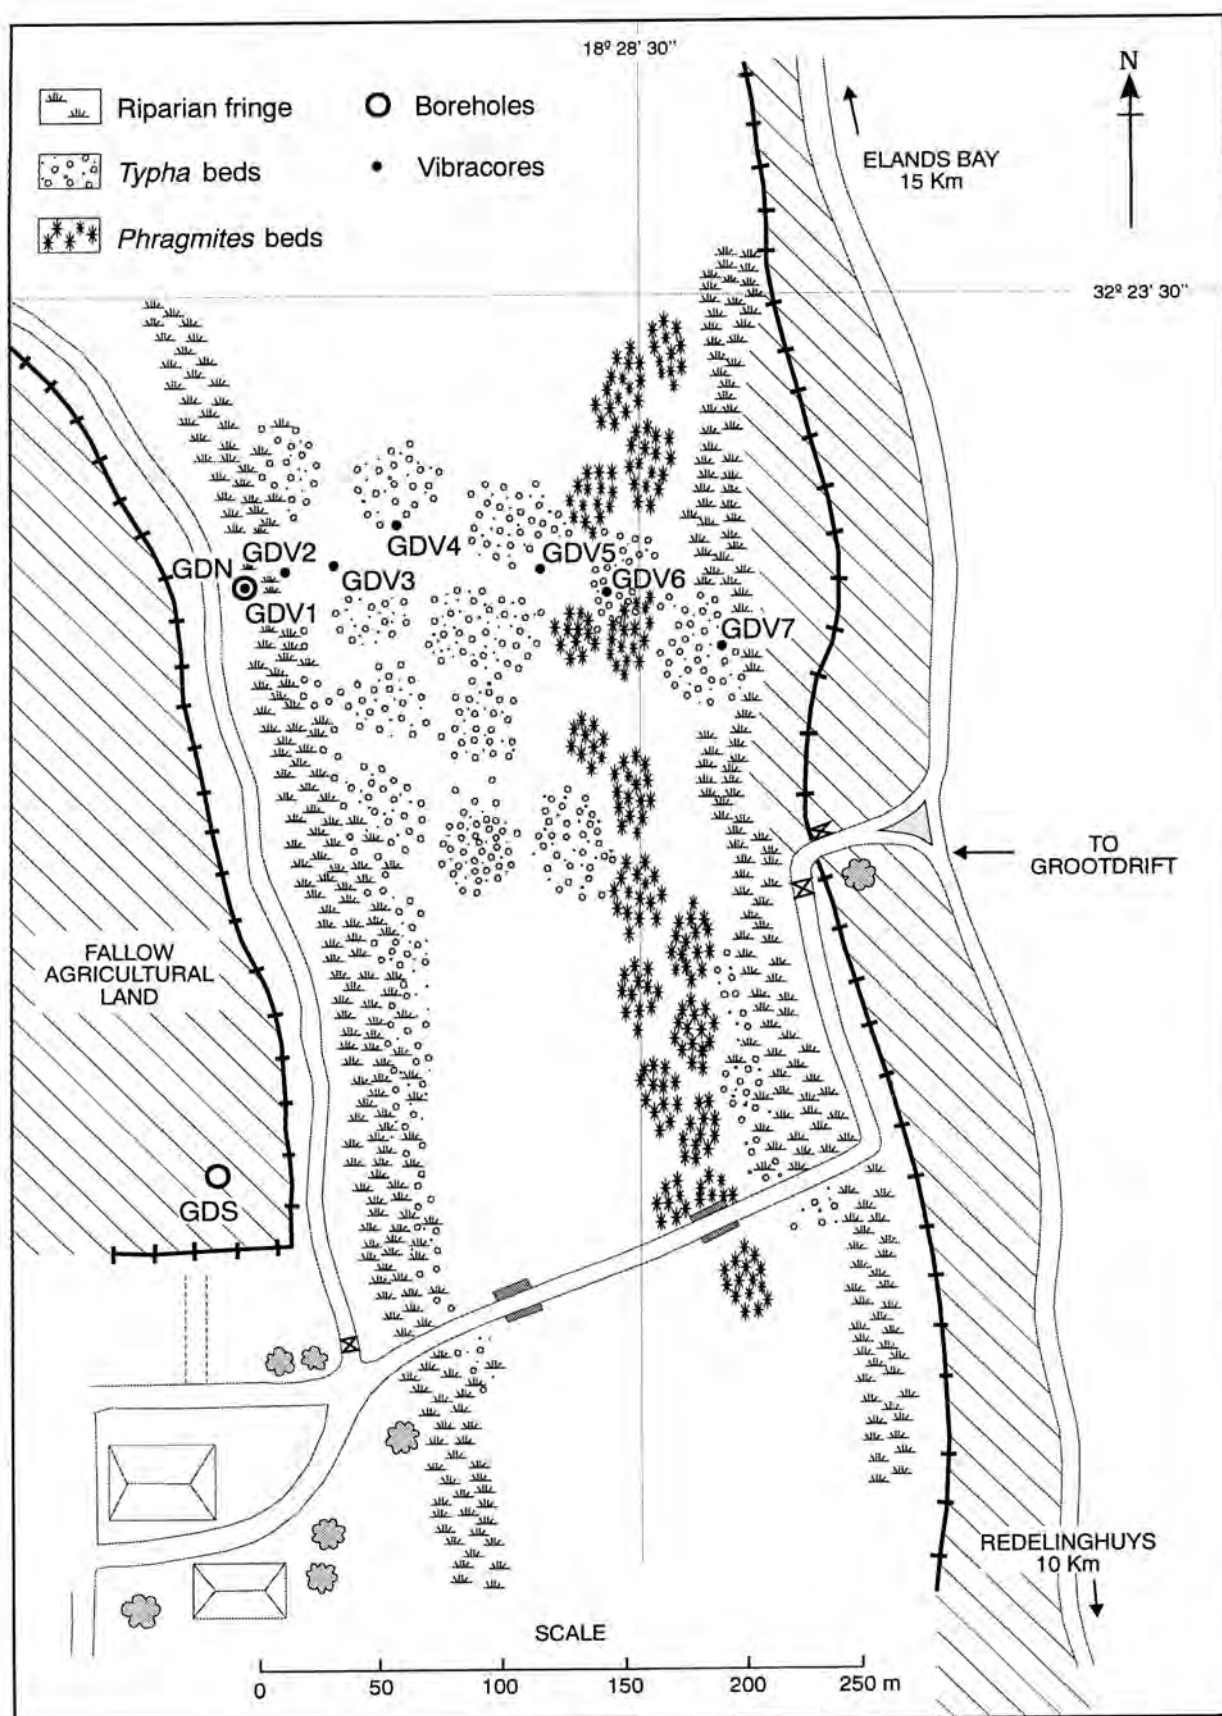 18º 28' 30"
N
Riparian fringe
Boreholes
Typha beds
Vibracores
Phragmites beds
ELANDS BAY
15 Km
32º 23' 30"
GDV4
GDN
GDV2
GDV3
GDV5
GDV6
GDV1
GDV7
TO
GROOTDRIFT
FALLOW
AGRICULTURAL
LAND
GDS
REDELINGHUYS
10 Km
SCALE
0 50 100 150 200 250 m